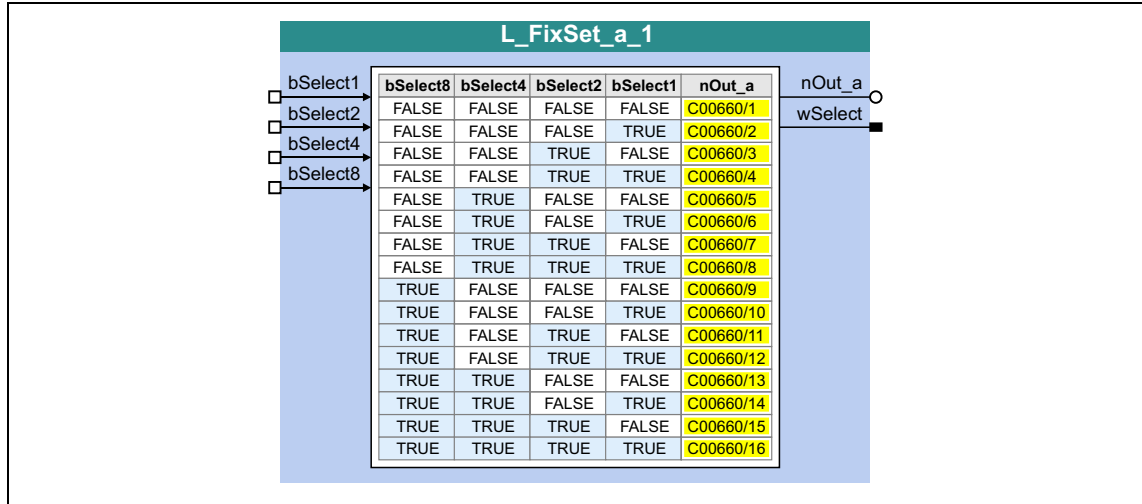 L_FixSet_a_1
bSelect1
bSelect2
bSelect4
bSelect8
bSelect8 bSelect4 bSelect2 bSelect1 nOut_a
FALSE FALSE FALSE FALSE C00660/1
FALSE FALSE FALSE TRUE C00660/2
FALSE FALSE TRUE FALSE C00660/3
FALSE FALSE TRUE TRUE C00660/4
FALSE TRUE FALSE FALSE C00660/5
FALSE TRUE FALSE TRUE C00660/6
FALSE TRUE TRUE FALSE C00660/7
FALSE TRUE TRUE TRUE C00660/8
TRUE FALSE FALSE FALSE C00660/9
TRUE FALSE FALSE TRUE C00660/10
TRUE FALSE TRUE FALSE C00660/11
TRUE FALSE TRUE TRUE C00660/12
TRUE TRUE FALSE FALSE C00660/13
TRUE TRUE FALSE TRUE C00660/14
TRUE TRUE TRUE FALSE C00660/15
TRUE TRUE TRUE TRUE C00660/16
nOut_a
wSelect